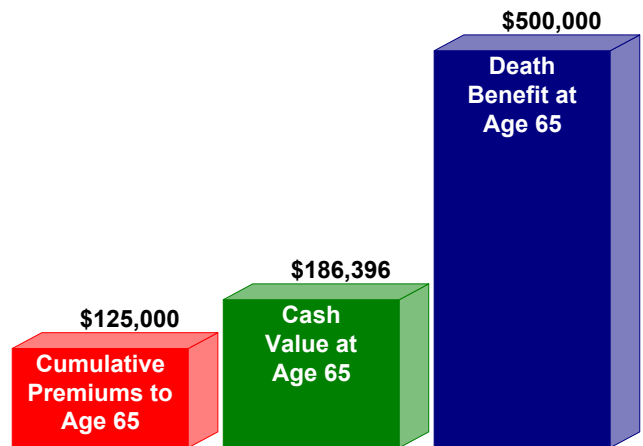 $125,000
Cumulative
Premiums to
Age 65
$186,396
Cash
Value at
Age 65
$500,000
Death
Benefit at
Age 65